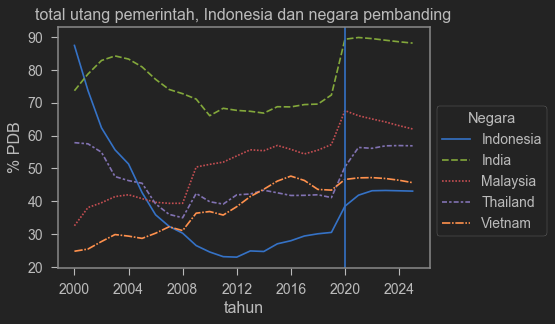 total utang pemerintah, Indonesia dan negara pembanding
90
80
70
60
50
40
30
20
% PDB
2000 2004 2008 2012 2016 2020 2024
tahun
Negara
Indonesia
India
Malaysia
Thailand
Vietnam